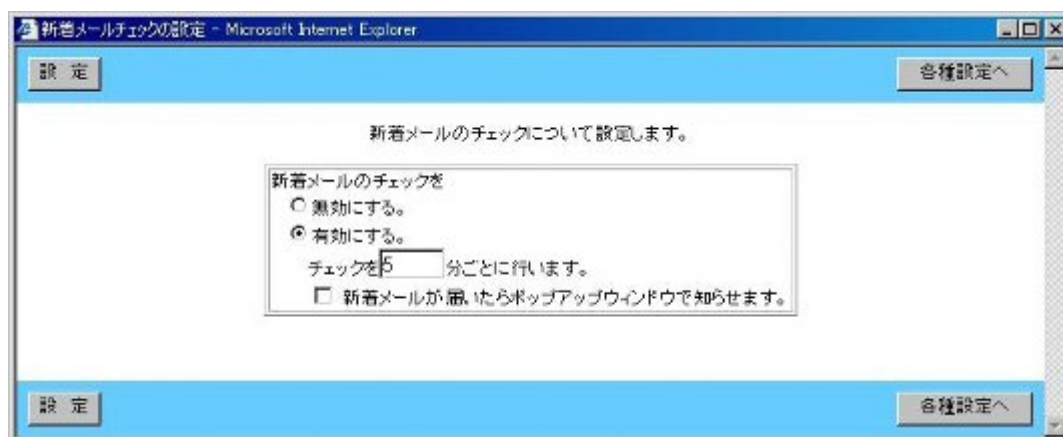 新着メールチェックの設定 - Microsoft Internet Explorer
設 定
各種設定へ
新着メールのチェックについて設定します。
新着メールのチェックを
無効にする。
有効にする。
チェックを5 分ごとに行います。
新着メールが届いたらポップアップウィンドウで知らせます。
設 定
各種設定へ